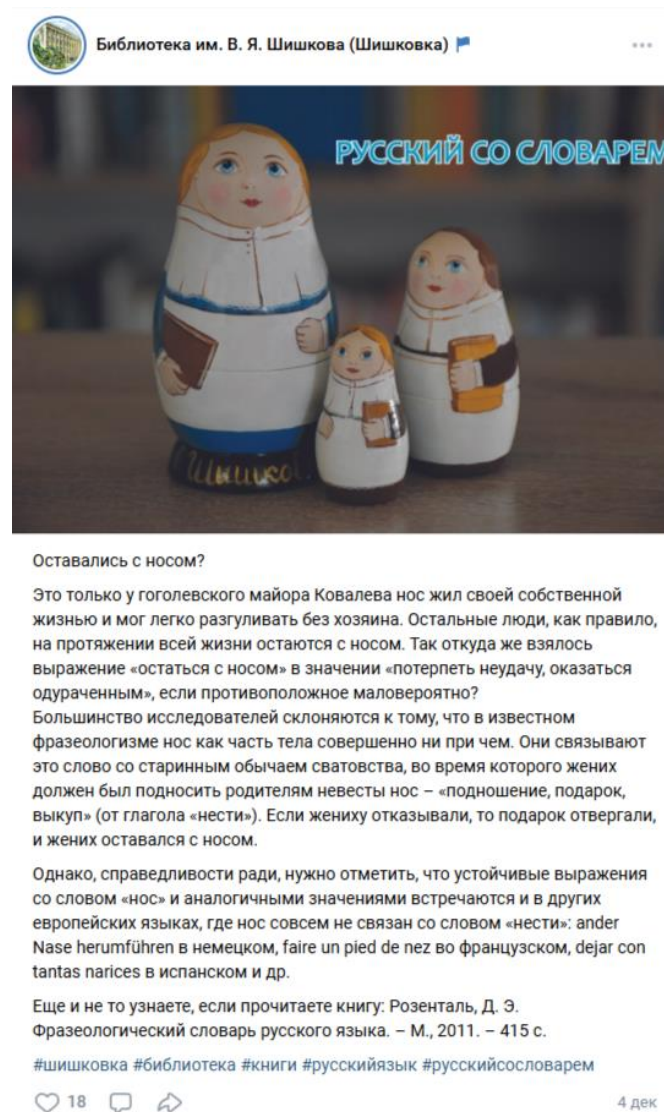 Библиотека им. В. Я. Шишкова (Шишковка)
РУССКИЙ СО СЛОВАРЕМ
Шишко
Оставались с носом?
Это только у гоголевского майора Ковалева нос жил своей собственной
жизнью и мог легко разгуливать без хозяина. Остальные люди, как правило,
на протяжении всей жизни остаются с носом. Так откуда же взялось
выражение «остаться с носом» в значении «потерпеть неудачу, оказаться
одураченным», если противоположное маловероятно?
Большинство исследователей склоняются к тому, что в известном
фразеологизме нос как часть тела совершенно ни при чем. Они связывают
это слово со старинным обычаем сватовства, во время которого жених
должен был подносить родителям невесты нос – «подношение, подарок,
выкуп» (от глагола «нести»). Если жениху отказывали, то подарок отвергали,
и жених оставался с носом.
Однако, справедливости ради, нужно отметить, что устойчивые выражения
со словом «нос» и аналогичными значениями встречаются и в других
европейских языках, где нос совсем не связан со словом «нести»: ander
Nase herumführen в немецком, faire un pied de nez во французском, dejar con
tantas narices в испанском и др.
Еще и не то узнаете, если прочитаете книгу: Розенталь, Д. Э.
Фразеологический словарь русского языка. – М., 2011. – 415 с.
#шишковка #библиотека #книги #русскийязык #русскийсословарем
18
4 дек